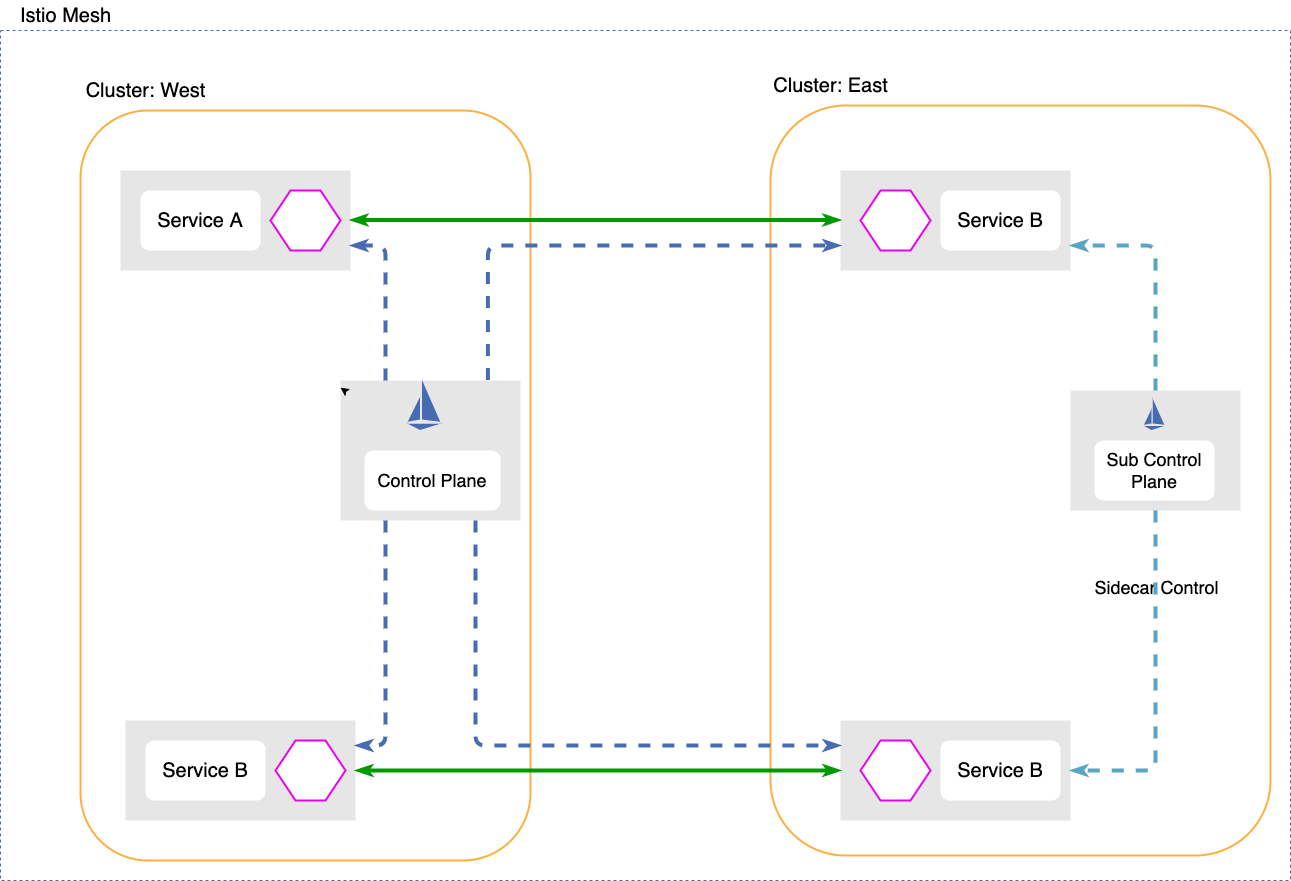 Istio Mesh
Cluster: West
Cluster: East
Service A
Service B
Control Plane
Sub Control
Plane
Sidecar Control
Service B
Service B